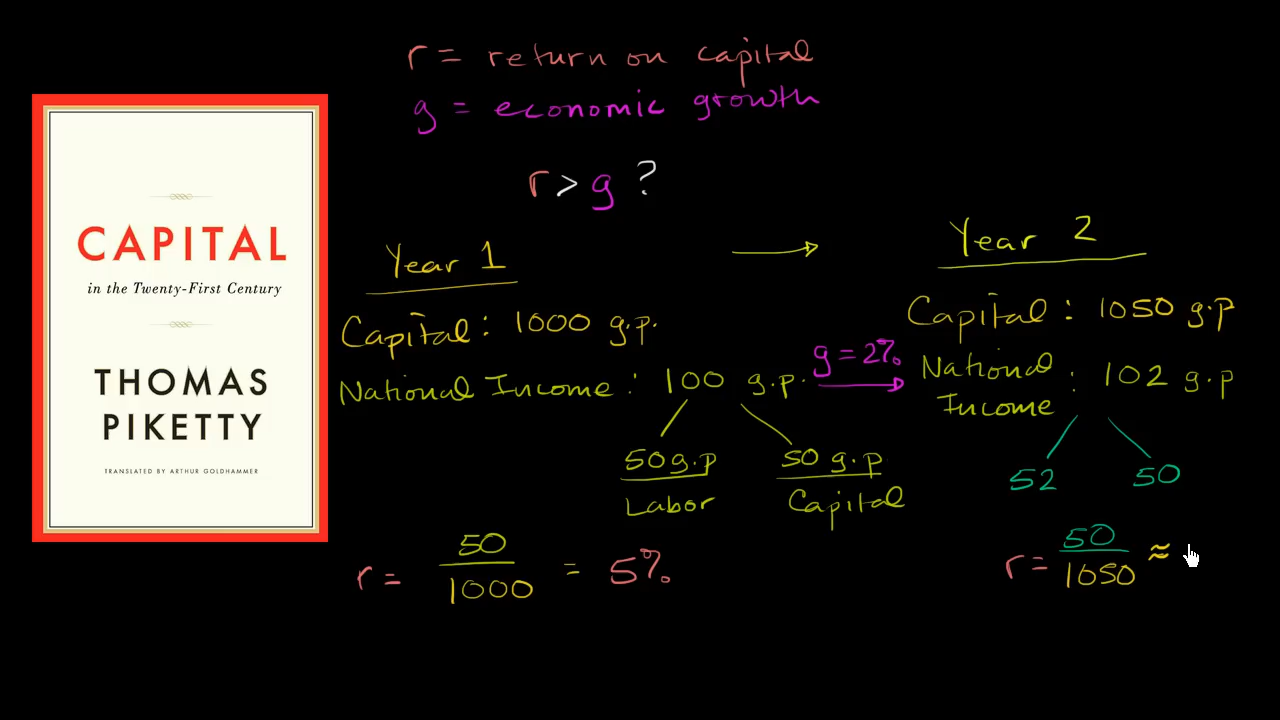 r = return on capital
g = economic growth
r > g ?
CAPITAL
in the Twenty-First Century
THOMAS
PIKETTY
TRANSLATED BY ARTHUR GOLDHAMMER
Year 1
Capital: 1000 g.p.
National Income: 100 g.p.
50 g.p
Labor
50 g.p
Capital
r = 50/1000 = 5%
g = 2%
Year 2
Capital: 1050 g.p
National Income: 102 g.p
52 50
r = 50/1050 ≈